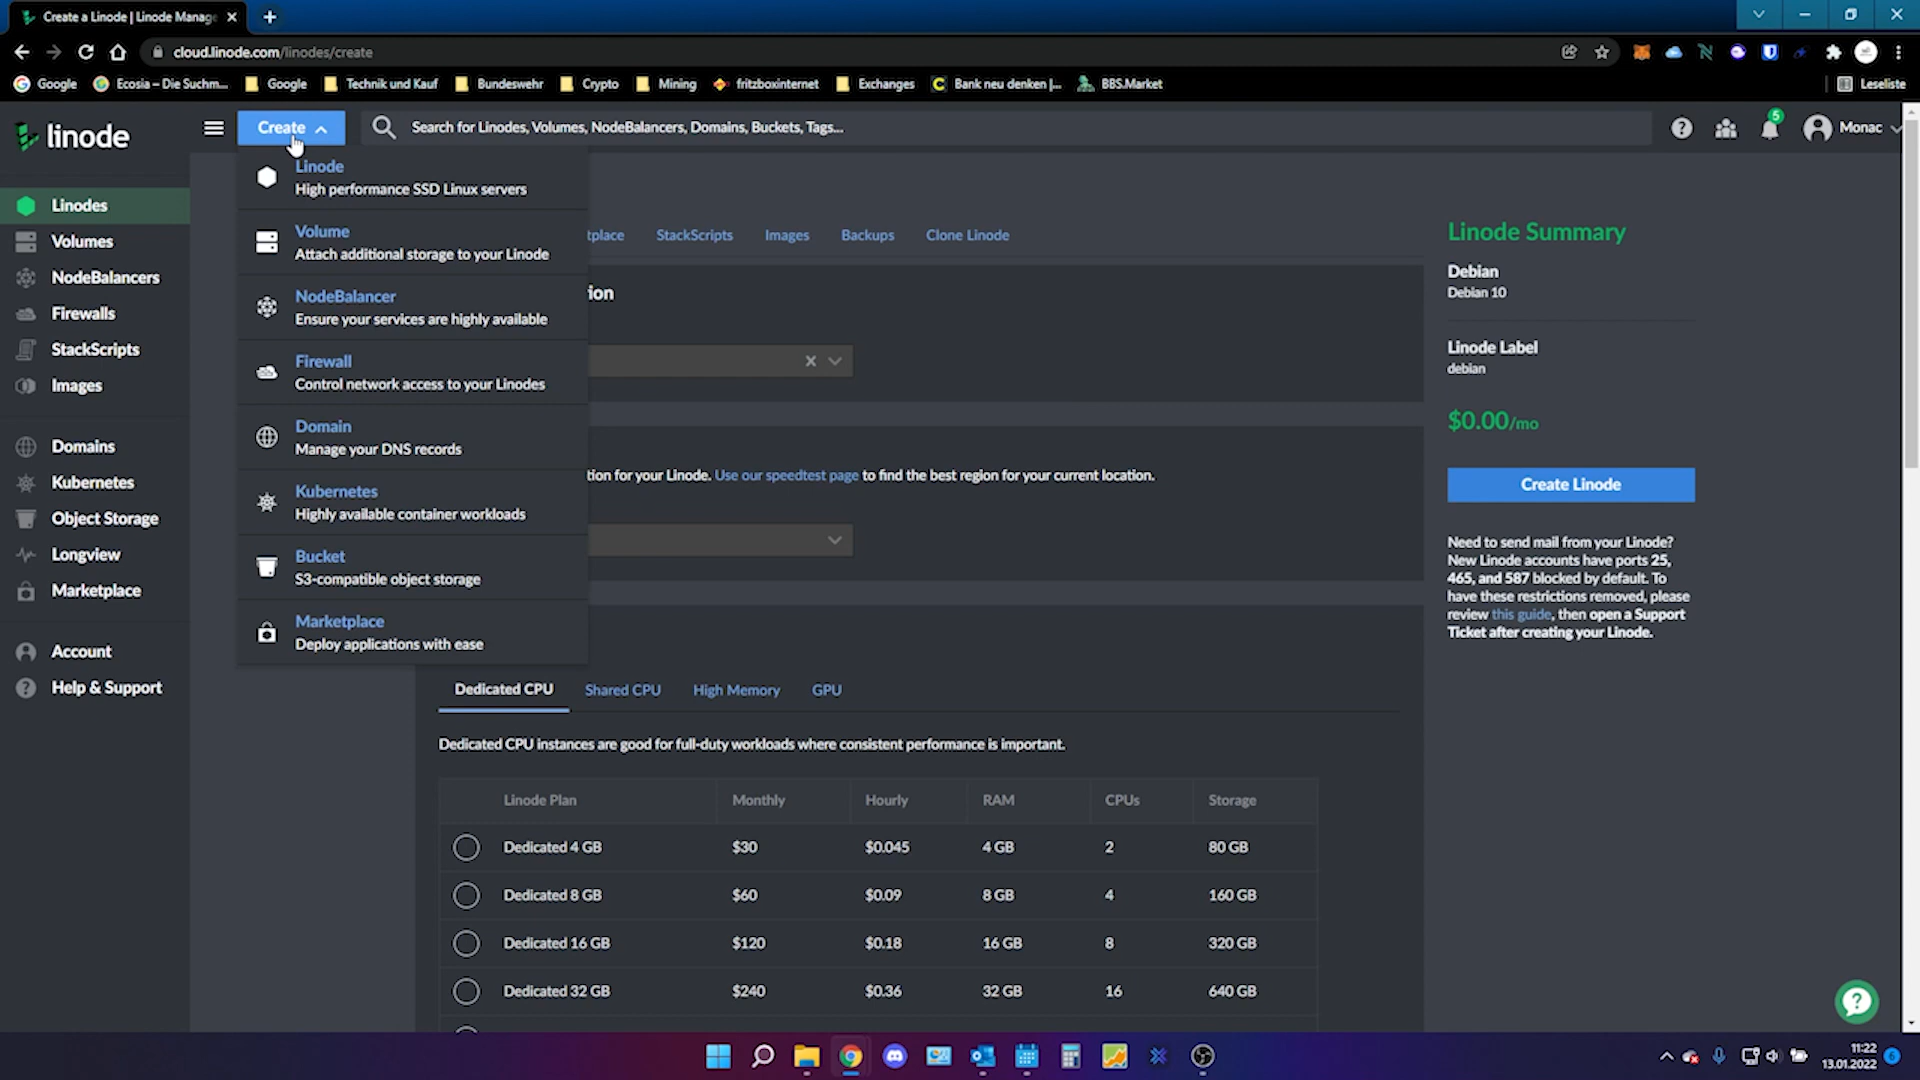 Create a Linode | Linode Manag
cloud.linode.com/linodes/create
Google
Ecosia – Die Suchm...
Google
Technik und Kauf
Bundeswehr
Crypto
Mining
fritzboxinternet
Exchanges
Bank neu denken |...
BBS.Market
Leseliste
linode
Create
Search for Linodes, Volumes, NodeBalancers, Domains, Buckets, Tags...
5
Monac
Linodes
Volumes
NodeBalancers
Firewalls
StackScripts
Images
Domains
Kubernetes
Object Storage
Longview
Marketplace
Account
Help & Support
Linode
High performance SSD Linux servers
Volume
Attach additional storage to your Linode
NodeBalancer
Ensure your services are highly available
Firewall
Control network access to your Linodes
Domain
Manage your DNS records
Kubernetes
Highly available container workloads
Bucket
S3-compatible object storage
Marketplace
Deploy applications with ease
tplace
StackScripts
Images
Backups
Clone Linode
ion
tion for your Linode. Use our speedtest page to find the best region for your current location.
Dedicated CPU
Shared CPU
High Memory
GPU
Dedicated CPU instances are good for full-duty workloads where consistent performance is important.
Linode Plan Monthly Hourly RAM CPUs Storage
Dedicated 4 GB $30 $0.045 4 GB 2 80 GB
Dedicated 8 GB $60 $0.09 8 GB 4 160 GB
Dedicated 16 GB $120 $0.18 16 GB 8 320 GB
Dedicated 32 GB $240 $0.36 32 GB 16 640 GB
Linode Summary
Debian
Debian 10
Linode Label
debian
$0.00/mo
Create Linode
Need to send mail from your Linode?
New Linode accounts have ports 25,
465, and 587 blocked by default. To
have these restrictions removed, please
review this guide, then open a Support
Ticket after creating your Linode.
11:22
13.01.2022
6